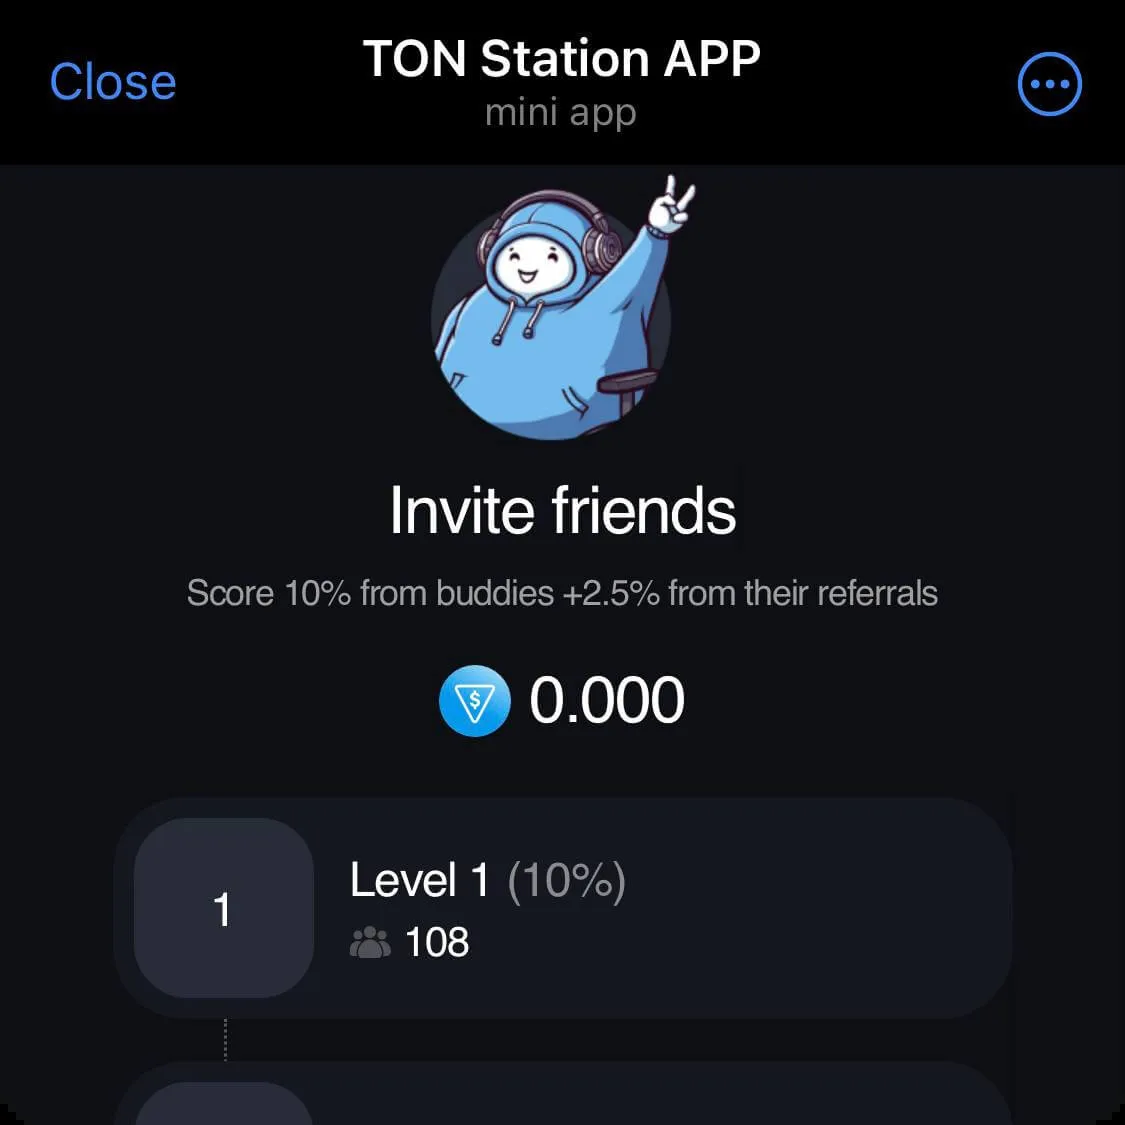 Close
TON Station APP
mini app
Invite friends
Score 10% from buddies +2.5% from their referrals
$
0.000
1
Level 1 (10%)
108